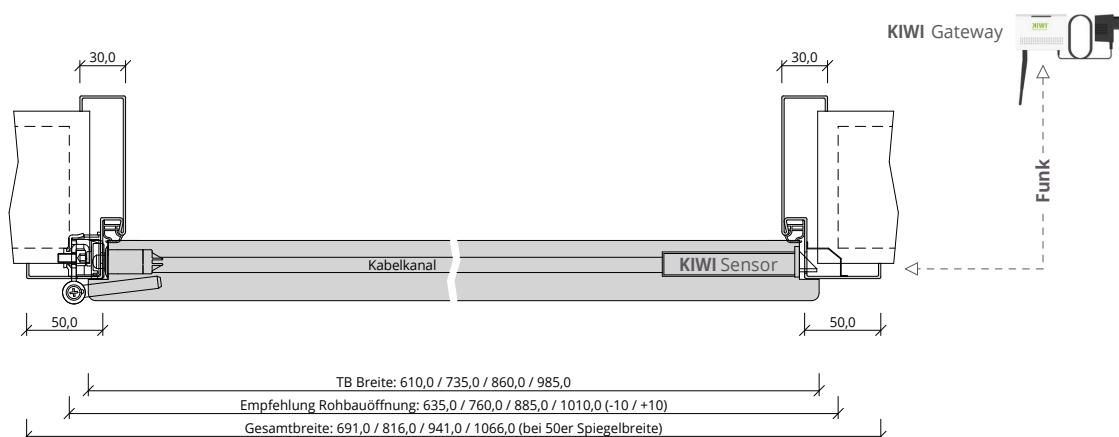 KIWI Gateway
KIWI
30,0
30,0
Funk
Kabelkanal
KIWI Sensor
50,0
50,0
TB Breite: 610,0 / 735,0 / 860,0 / 985,0
Empfehlung Rohbauöffnung: 635,0 / 760,0 / 885,0 / 1010,0 (-10 / +10)
Gesamtbreite: 691,0 / 816,0 / 941,0 / 1066,0 (bei 50er Spiegelbreite)